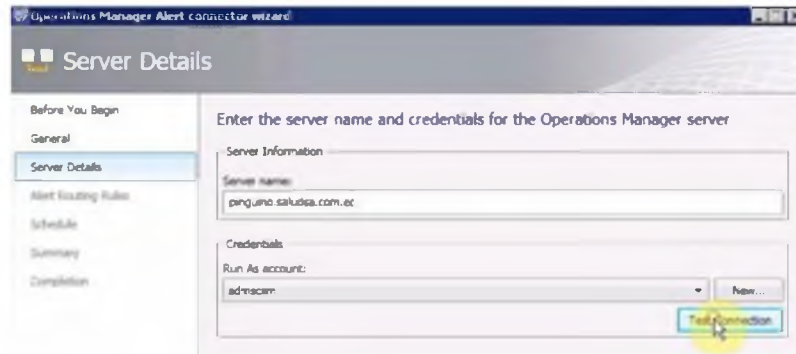 Operations Manager Alert connector wizard
Server Details
Before You Begin
General
Server Details
Alert Routing Rules
Schedule
Summary
Completion
Enter the server name and credentials for the Operations Manager server
Server Information
Server name:
pinguino.saludsa.com.ec
Credentials
Run As account:
admscsm
New...
Test Connection